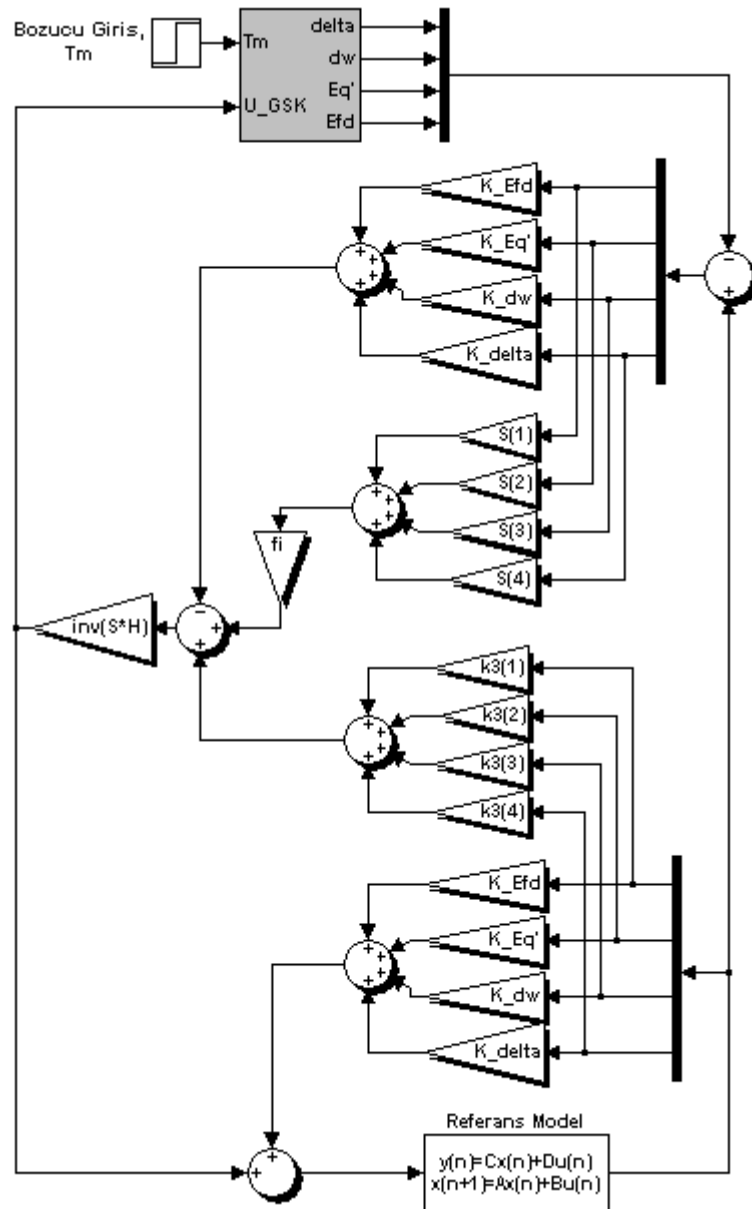 Bozucu Giris,
Tm
Tm
U_GSK
delta
dw
Eq'
Efd
K_Efd
K_Eq'
K_dw
K_delta
S(1)
S(2)
S(3)
S(4)
fi
inv(S*H)
k3(1)
k3(2)
k3(3)
k3(4)
K_Efd
K_Eq'
K_dw
K_delta
Referans Model
y(n)=Cx(n)+Du(n)
x(n+1)=Ax(n)+Bu(n)